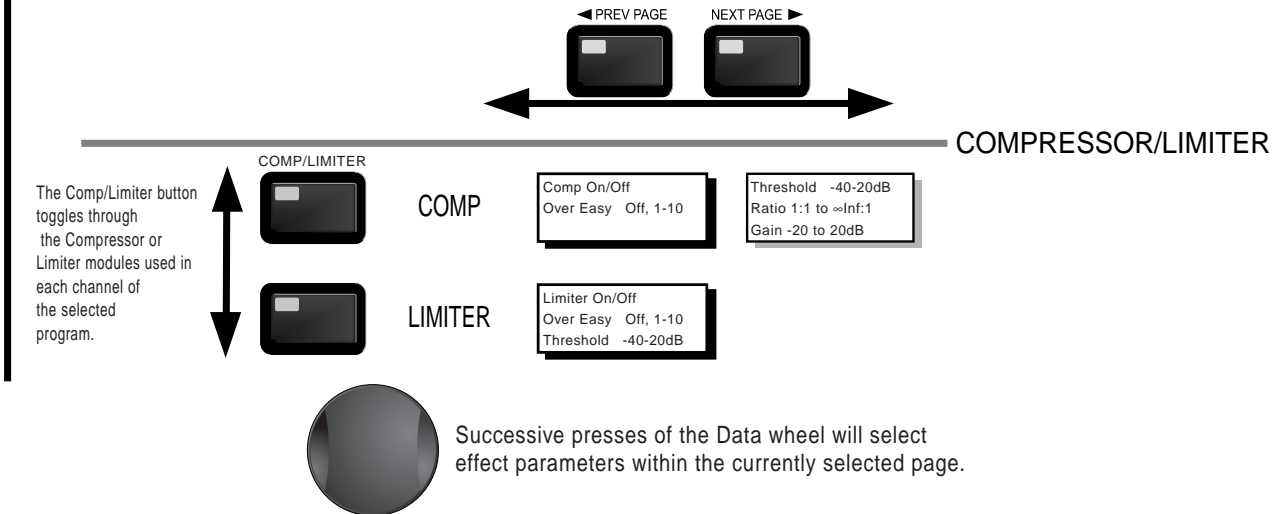 ◄ PREV PAGE NEXT PAGE ►
COMPRESSOR/LIMITER
COMP/LIMITER
The Comp/Limiter button
toggles through
the Compressor or
Limiter modules used in
each channel of
the selected
program.
COMP
Comp On/Off
Over Easy Off, 1-10
Threshold -40-20dB
Ratio 1:1 to ∞Inf:1
Gain -20 to 20dB
LIMITER
Limiter On/Off
Over Easy Off, 1-10
Threshold -40-20dB
Successive presses of the Data wheel will select
effect parameters within the currently selected page.